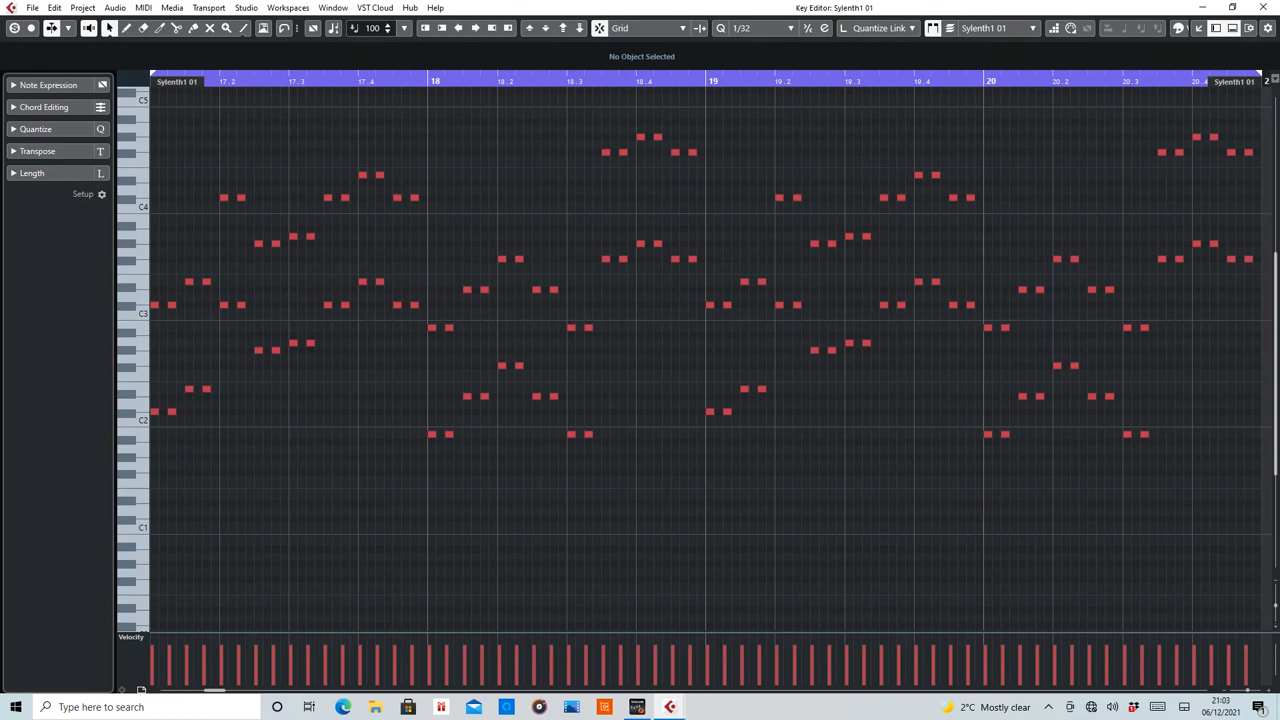 File Edit Project Audio MIDI Media Transport Studio Workspaces Window VST Cloud Hub Help
Key Editor: Sylenth1 01
100 Grid 1/32 Quantize Link Sylenth1 01
No Object Selected
Sylenth1 01 17.2 17.3 17.4 18 18.2 18.3 18.4 19 19.2 19.3 19.4 20 20.2 20.3 20.4 Sylenth1 01 2
Note Expression
Chord Editing
Quantize Q
Transpose T
Length L
Setup
C5
C4
C3
C2
C1
Velocity
Type here to search
2°C Mostly clear
21:03
06/12/2021